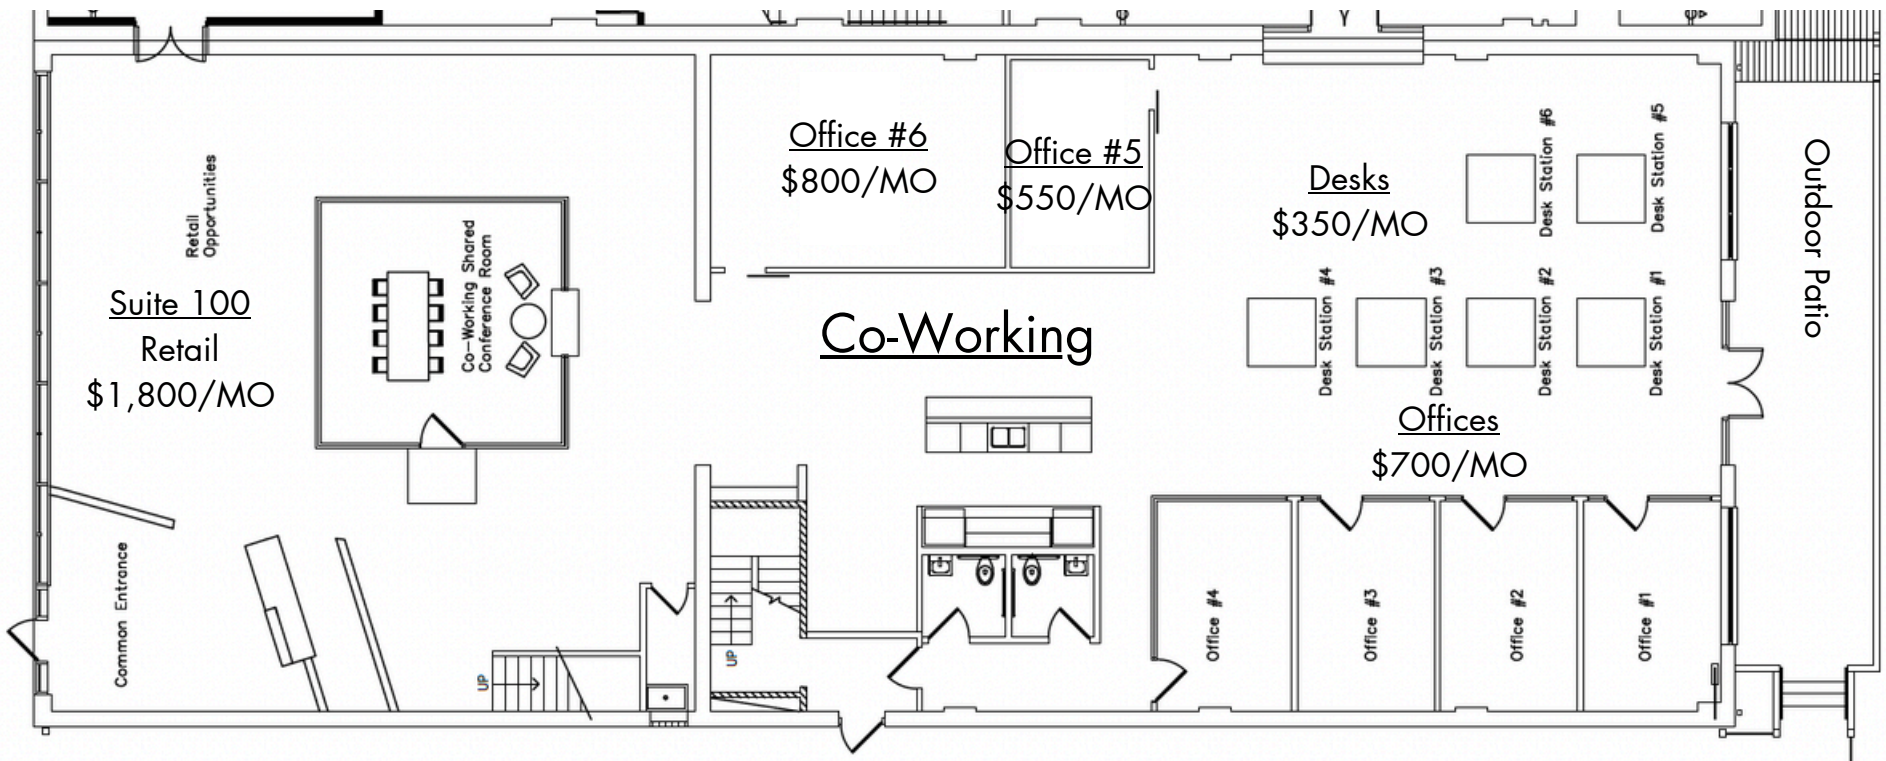 Retail
Opportunities
Suite 100
Retail
$1,800/MO
Co-Working Shared
Conference Room
Common Entrance
UP
UP
Office #6
$800/MO
Office #5
$550/MO
Co-Working
Desks
$350/MO
Desk Station #6
Desk Station #5
Desk Station #4
Desk Station #3
Desk Station #2
Desk Station #1
Offices
$700/MO
Office #4
Office #3
Office #2
Office #1
Outdoor Patio